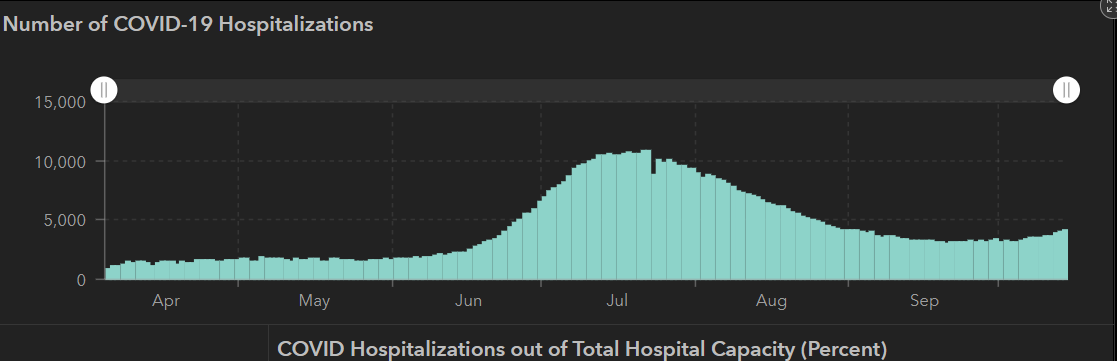 Number of COVID-19 Hospitalizations
15,000
10,000
5,000
0
Apr May Jun Jul Aug Sep
COVID Hospitalizations out of Total Hospital Capacity (Percent)